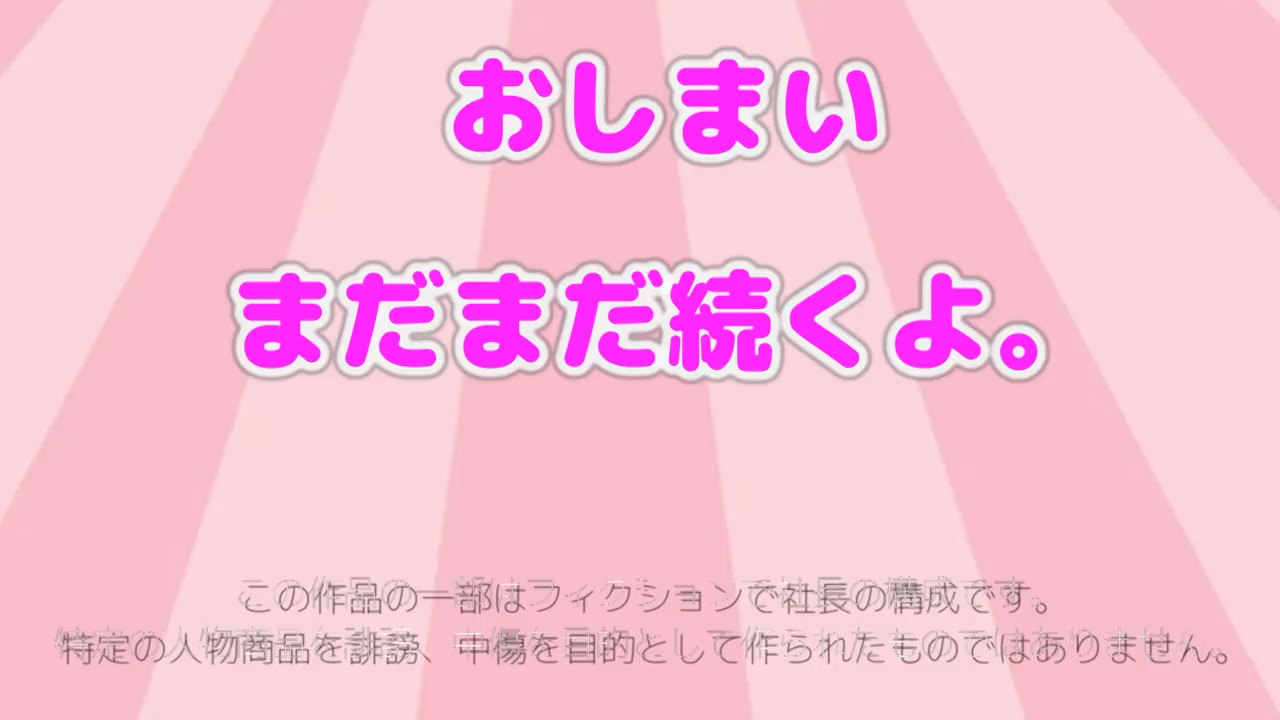 おしまい
まだまだ続くよ。
この作品の一部はフィクションで社長の構成です。
特定の人物商品を誹謗、中傷を目的として作られたものではありません。